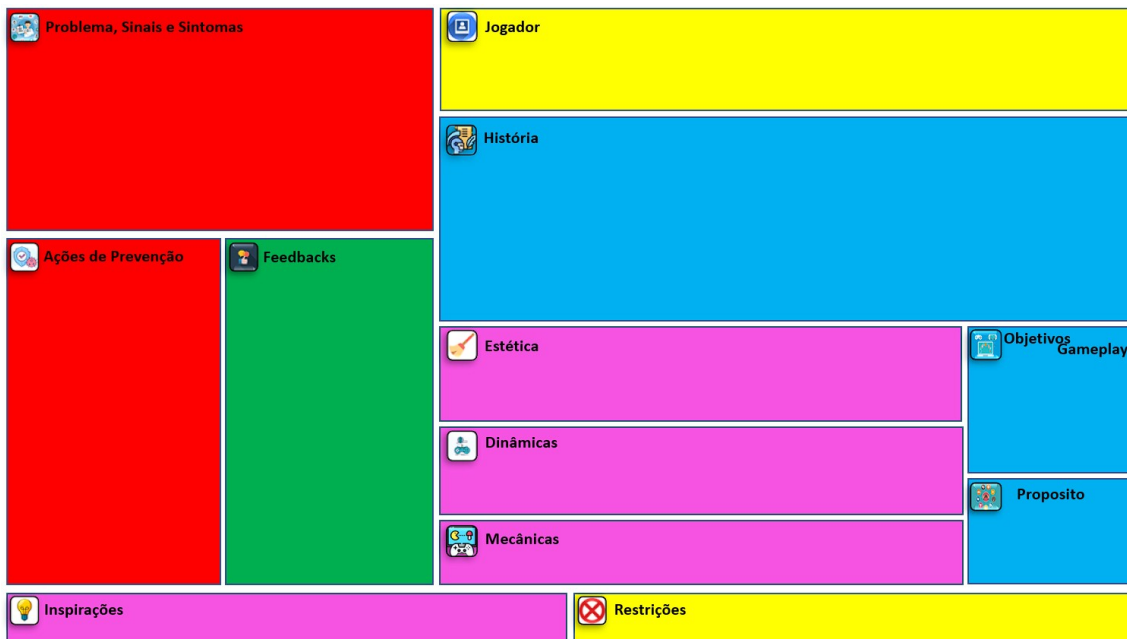 Problema, Sinais e Sintomas
Jogador
História
Ações de Prevenção
Feedbacks
Estética
Objetivos
Gameplay
Dinâmicas
Proposito
Mecânicas
Inspirações
Restrições